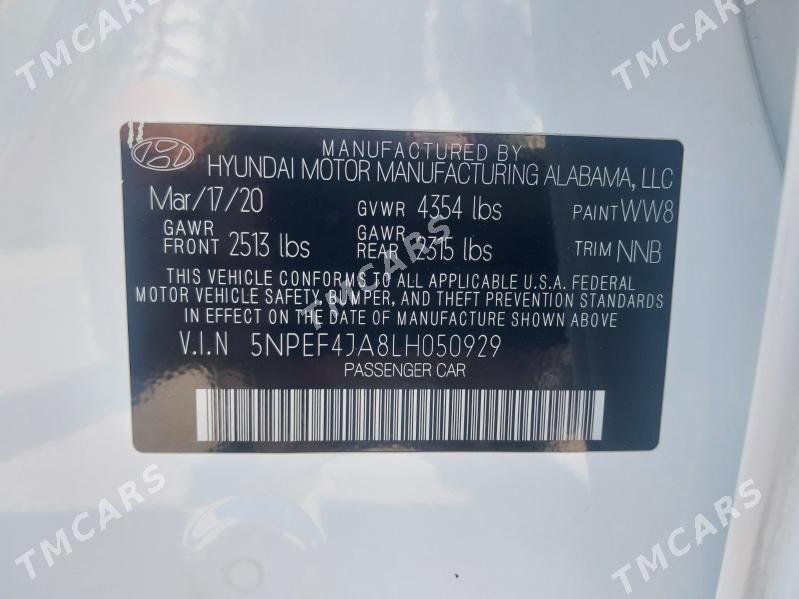 TMCARS
TMCARS
TMCARS
MANUFACTURED BY
HYUNDAI MOTOR MANUFACTURING ALABAMA, LLC
Mar/17/20 GVWR 4354 lbs PAINT WW8
GAWR FRONT 2513 lbs GAWR REAR 2315 lbs TRIM NNB
THIS VEHICLE CONFORMS TO ALL APPLICABLE U.S.A. FEDERAL
MOTOR VEHICLE SAFETY, BUMPER, AND THEFT PREVENTION STANDARDS
IN EFFECT ON THE DATE OF MANUFACTURE SHOWN ABOVE
V.I.N 5NPEF4JA8LH050929
PASSENGER CAR
TMCARS
TMCARS
TMCARS